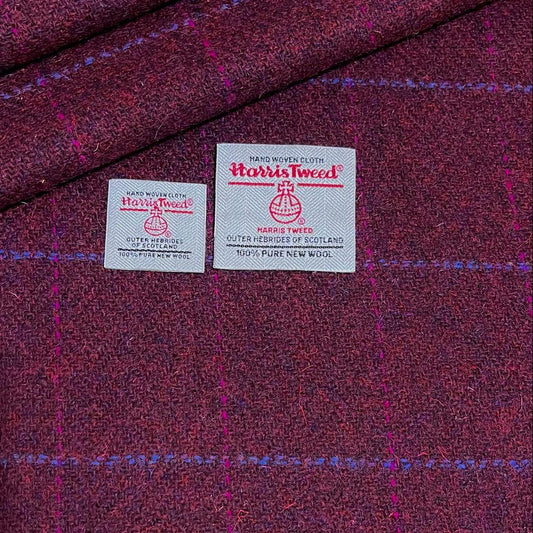 HAND WOVEN CLOTH
Harris Tweed®
OUTER HEBRIDES
OF SCOTLAND
100% PURE NEW WOOL
HAND WOVEN CLOTH
Harris Tweed®
HARRIS TWEED
OUTER HEBRIDES OF SCOTLAND
100% PURE NEW WOOL